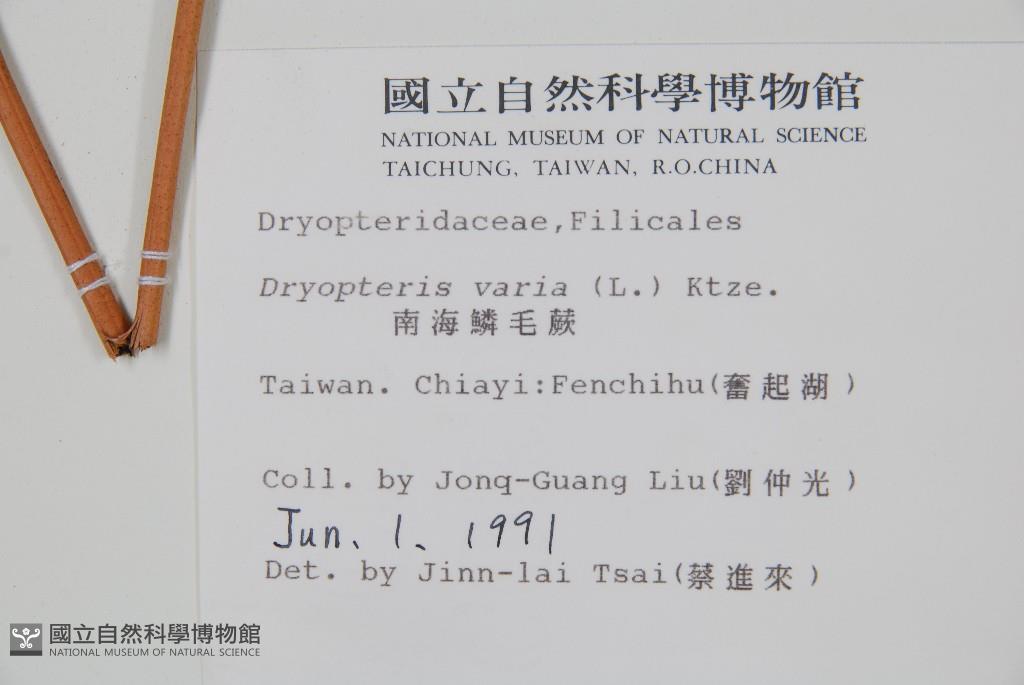 國立自然科學博物館
NATIONAL MUSEUM OF NATURAL SCIENCE
TAICHUNG, TAIWAN, R.O.CHINA
Dryopteridaceae,Filicales
Dryopteris varia (L.) Ktze.
南海鱗毛蕨
Taiwan. Chiayi:Fenchihu(奮起湖)
Coll. by Jonq-Guang Liu(劉仲光)
Jun. 1. 1991
Det. by Jinn-lai Tsai(蔡進來)
國立自然科學博物館
NATIONAL MUSEUM OF NATURAL SCIENCE